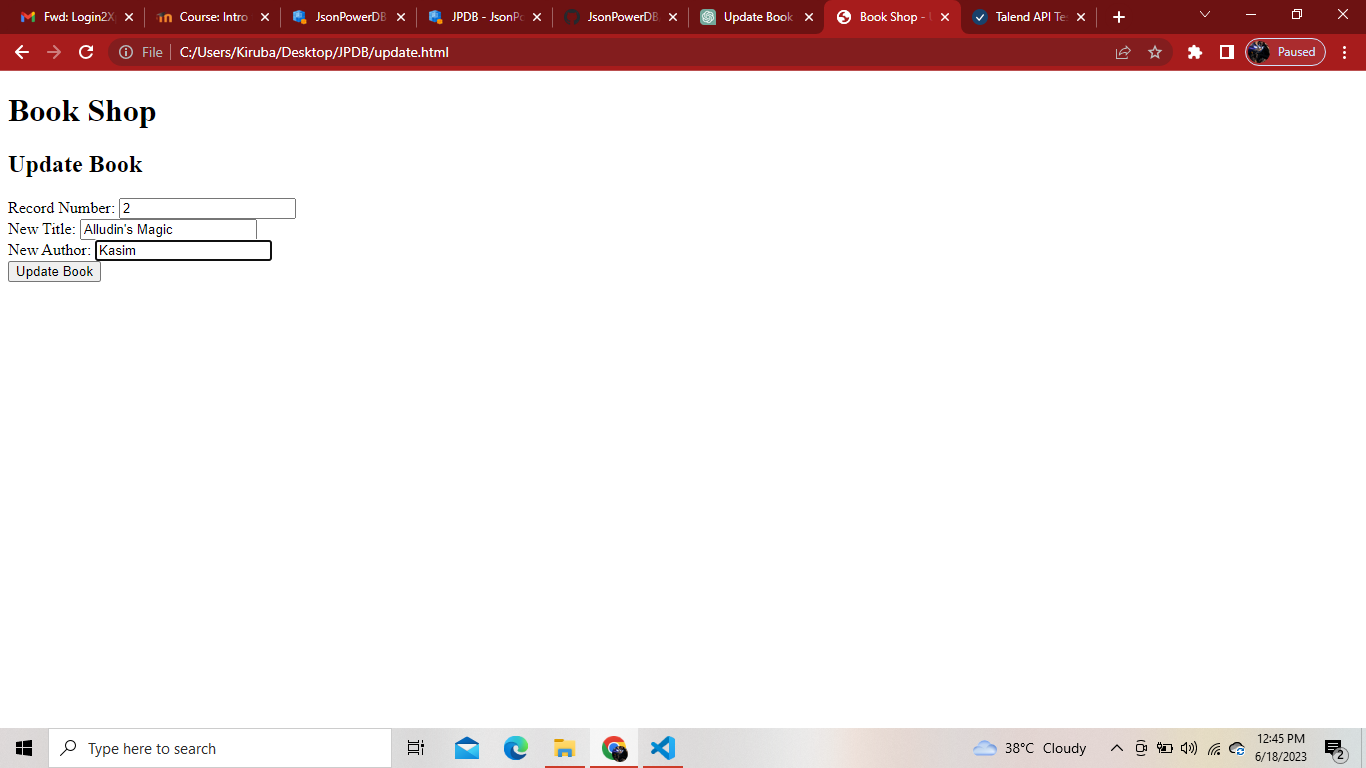 Fwd: Login2X
Course: Intro
JsonPowerDB
JPDB - JsonPo
JsonPowerDB
Update Book
Book Shop - U
Talend API Tes
File
C:/Users/Kiruba/Desktop/JPDB/update.html
Paused
Book Shop
Update Book
Record Number: 2
New Title: Alludin's Magic
New Author: Kasim
Update Book
Type here to search
38°C Cloudy
12:45 PM
6/18/2023
2